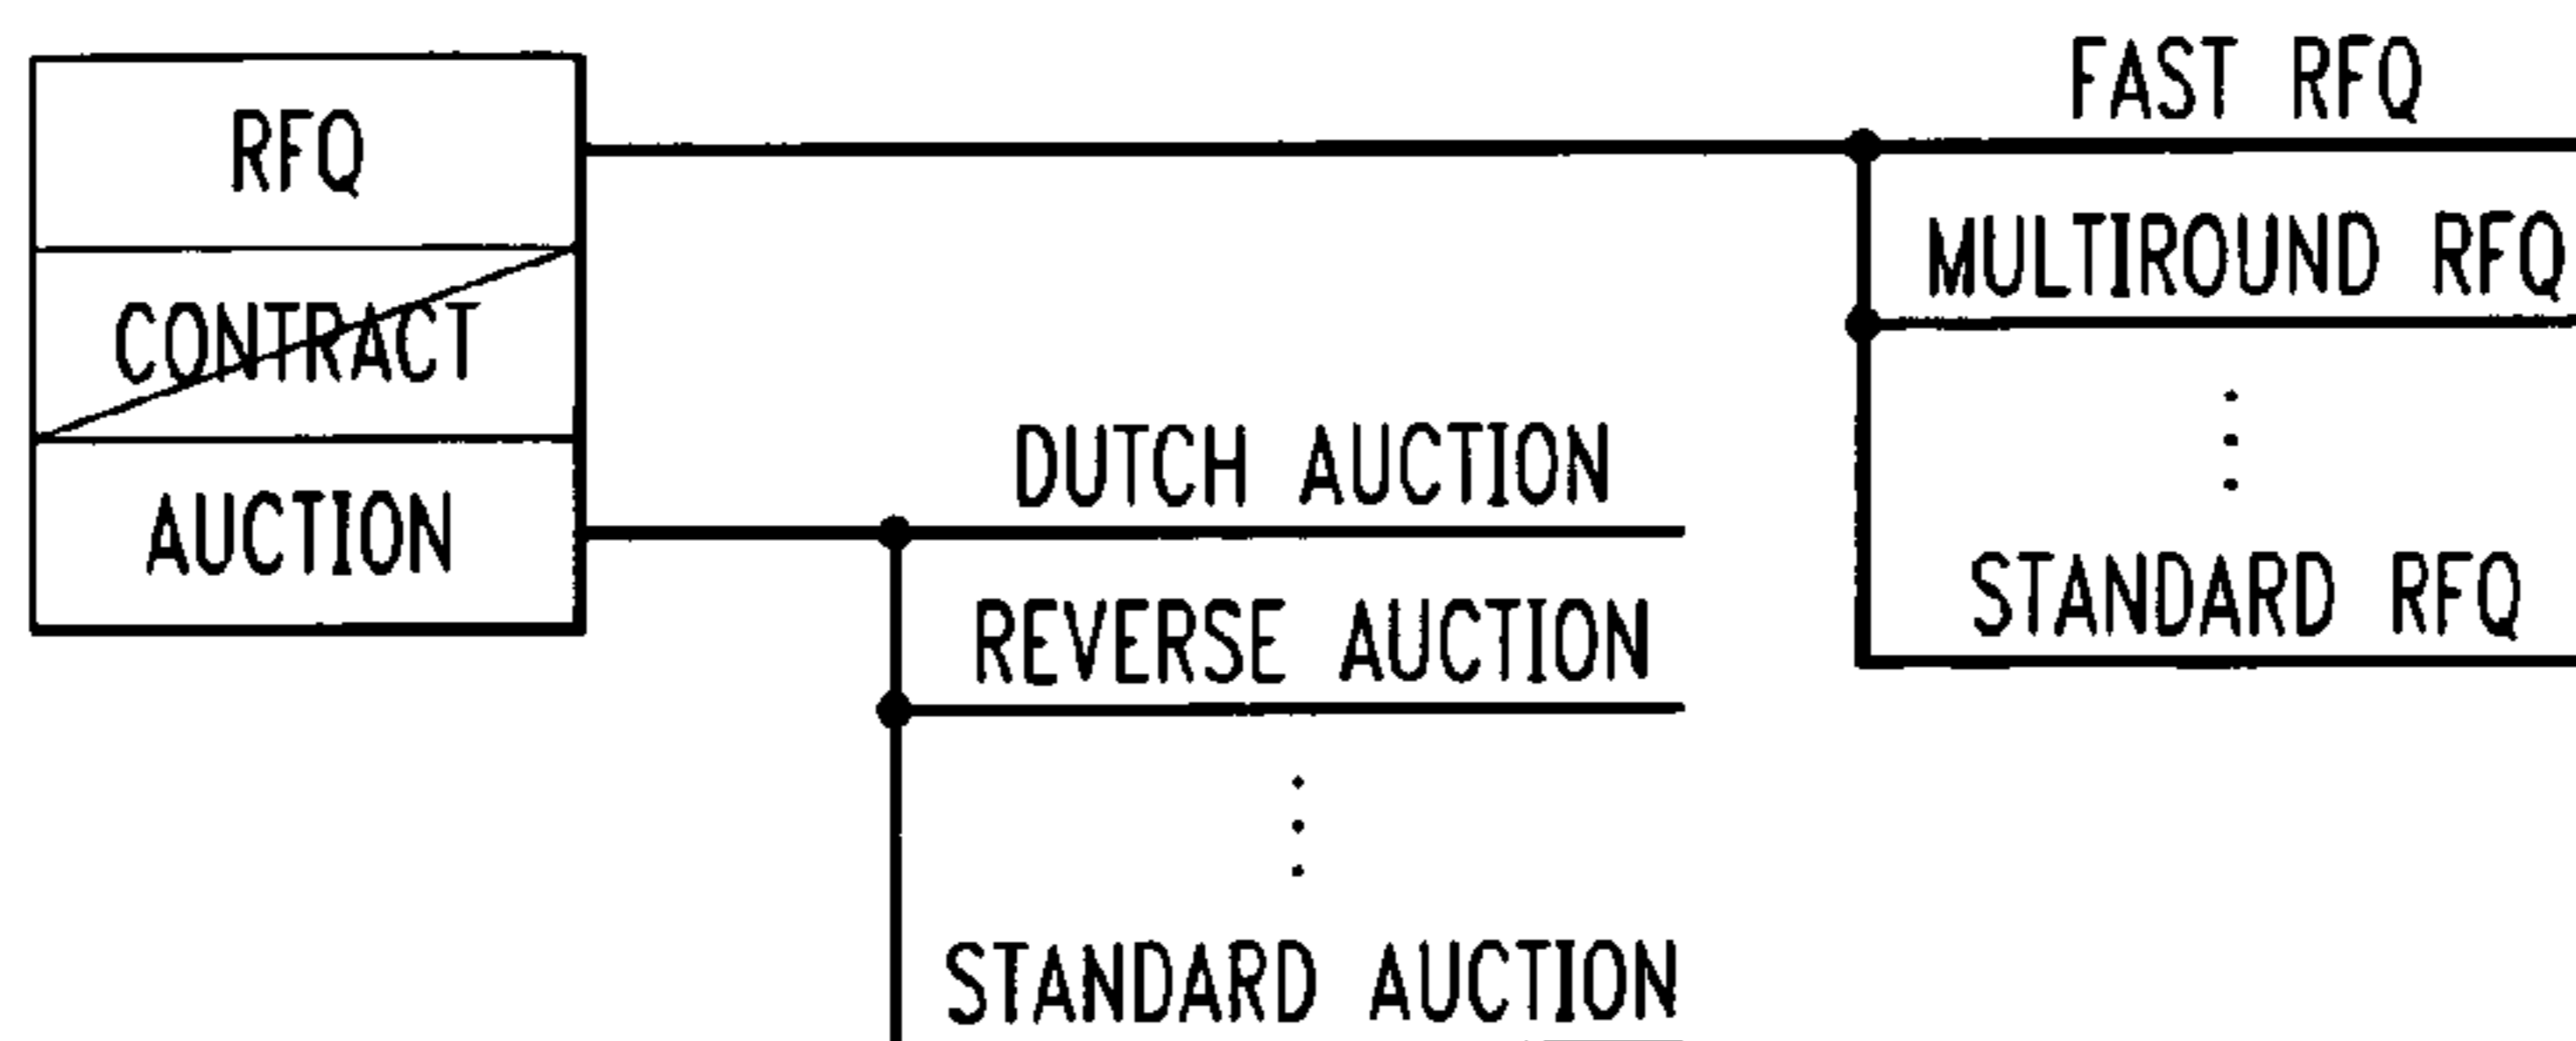 RFQ
CONTRACT
AUCTION
DUTCH AUCTION
REVERSE AUCTION
STANDARD AUCTION
FAST RFQ
MULTIROUND RFQ
STANDARD RFQ